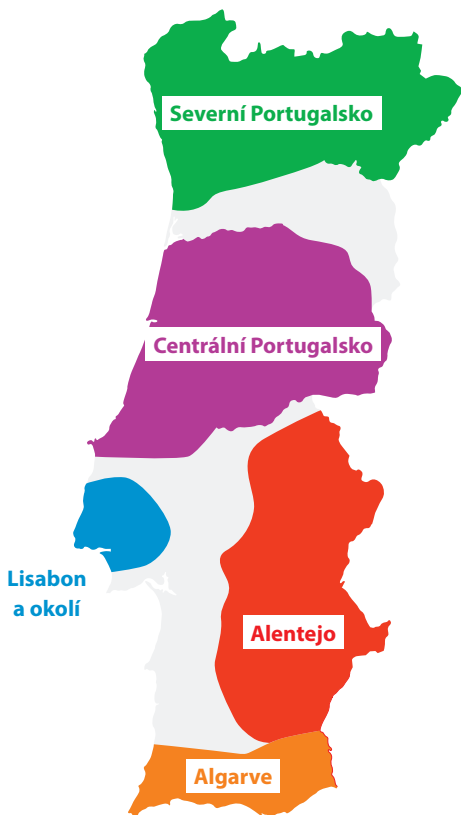 Severní Portugalsko
Centrální Portugalsko
Lisabon
a okolí
Alentejo
Algarve